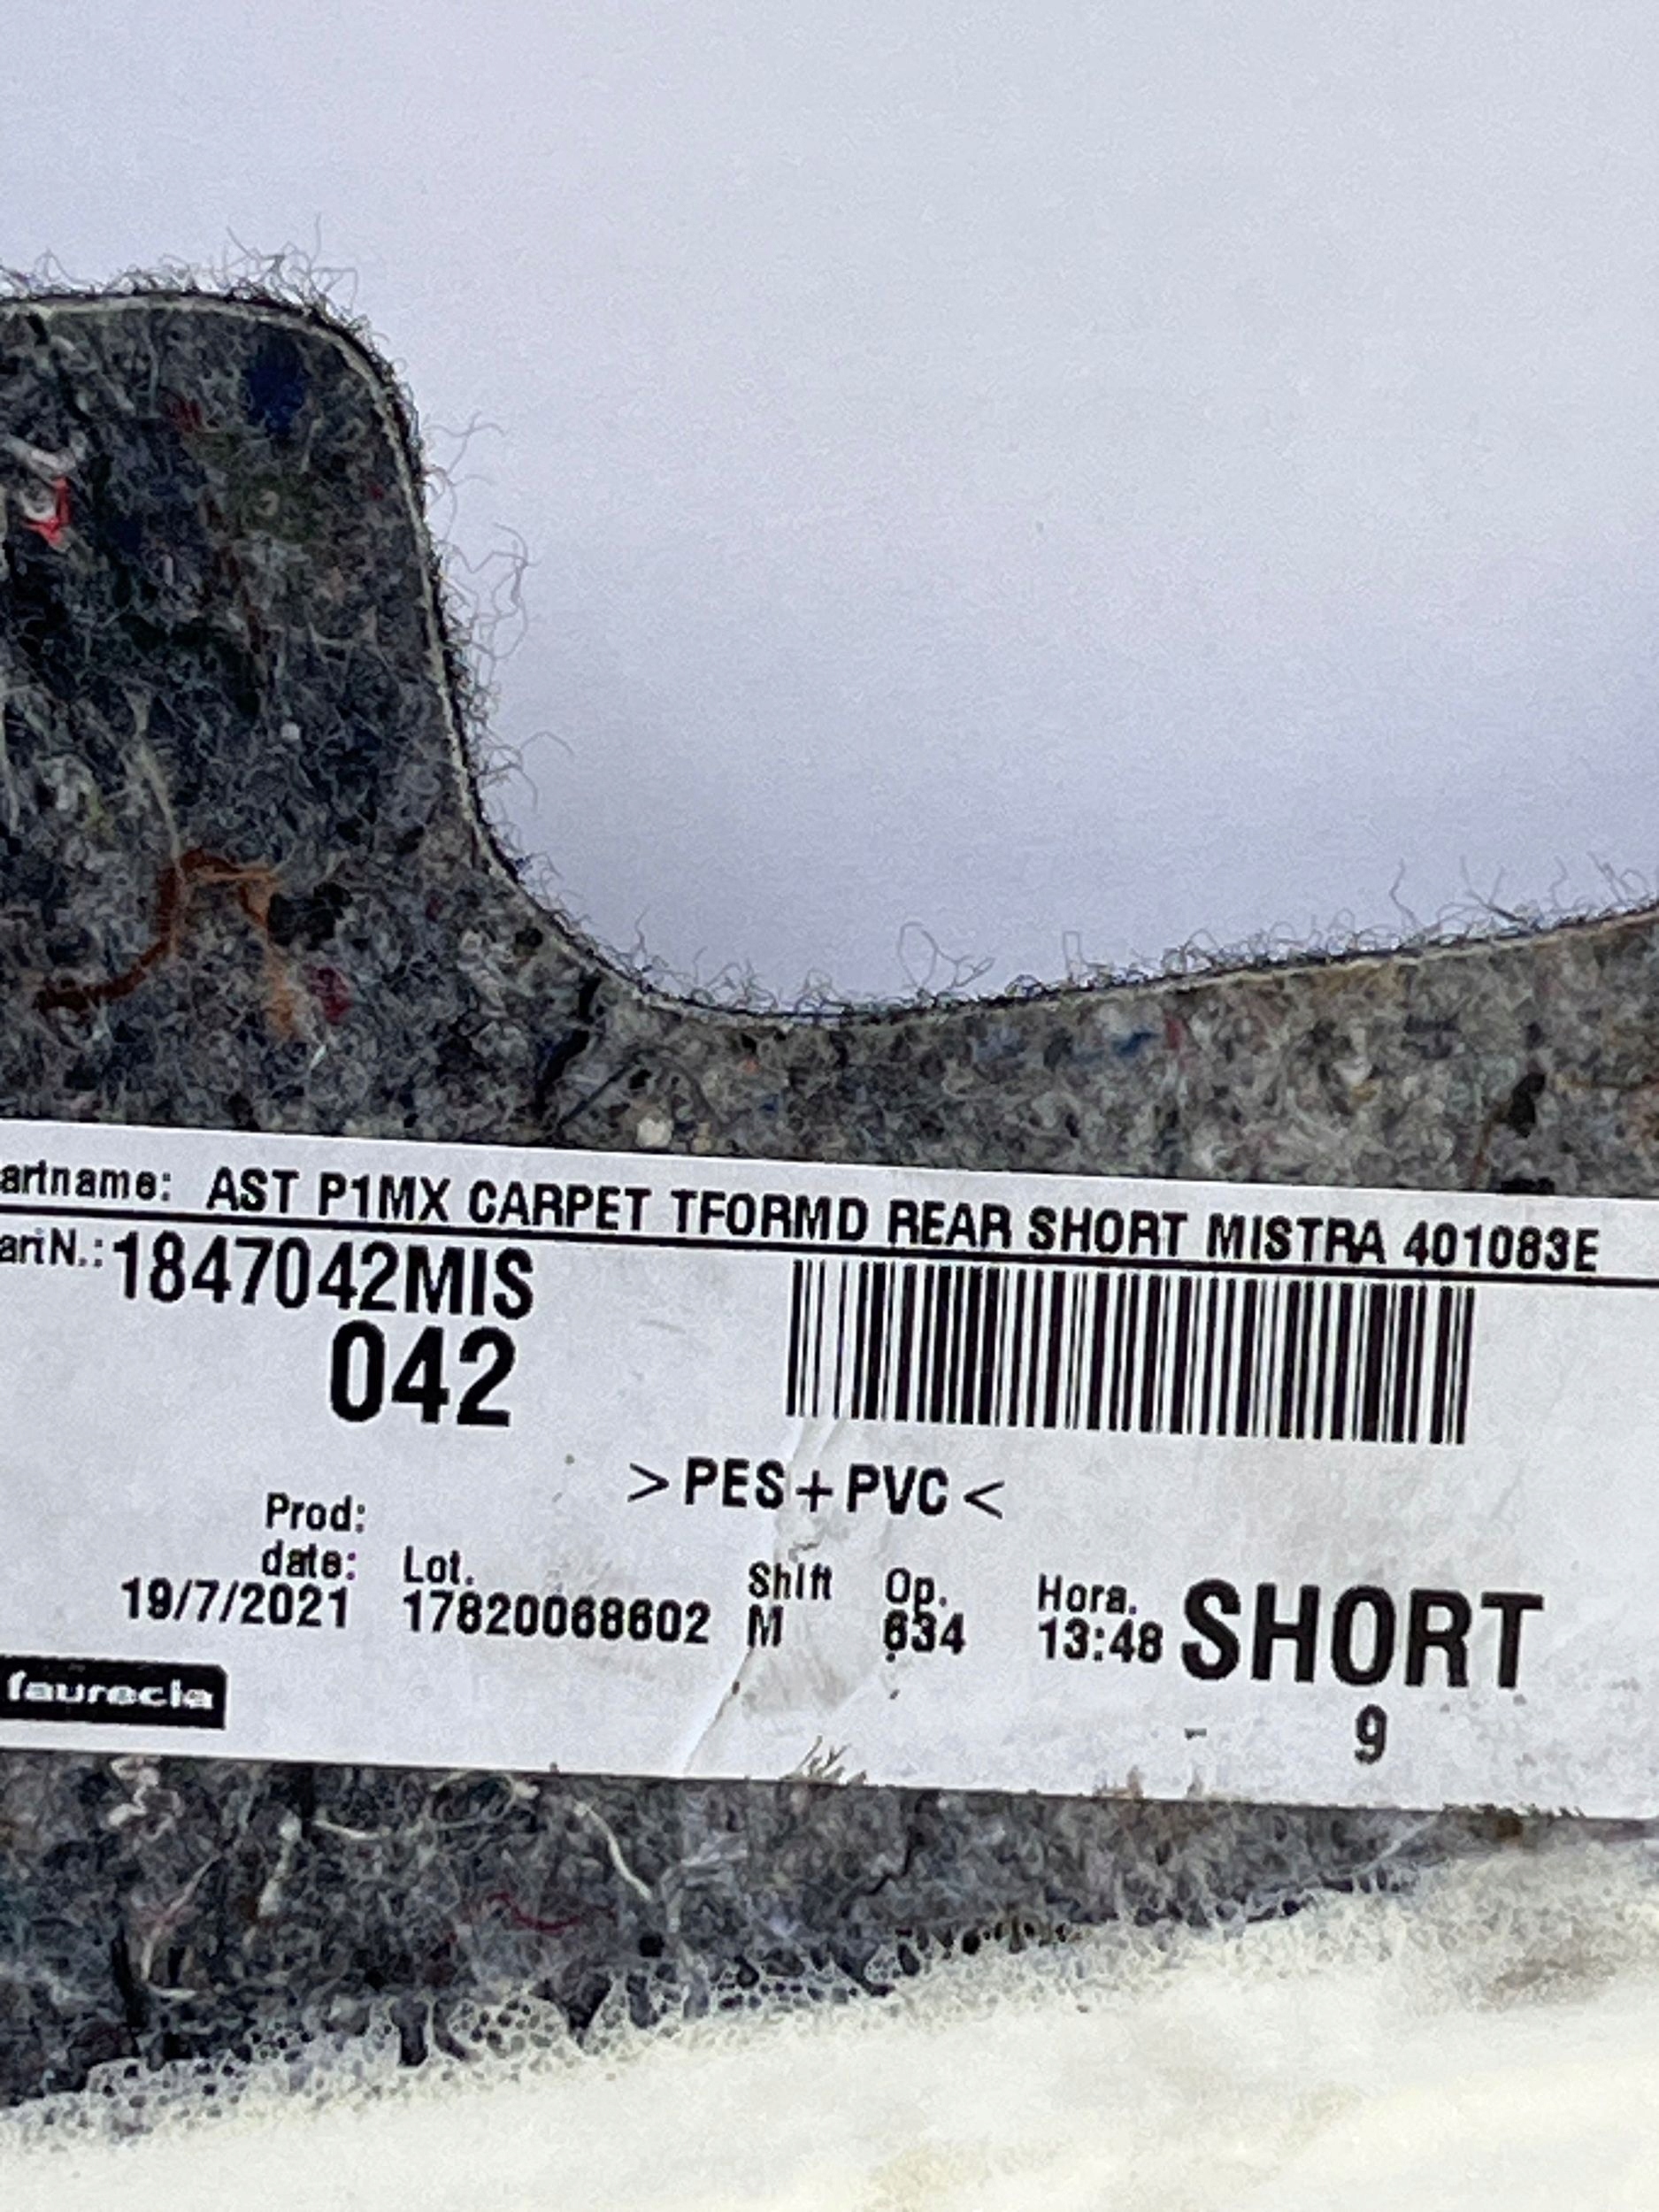 artname: AST P1MX CARPET TFORMD REAR SHORT MISTRA 401083E
artN.: 1847042MIS
042
>PES+PVC<
Prod:
date: Lot. Shift Op. Hora.
19/7/2021 17820068602 M 634 13:48 SHORT
faurecia
- 9